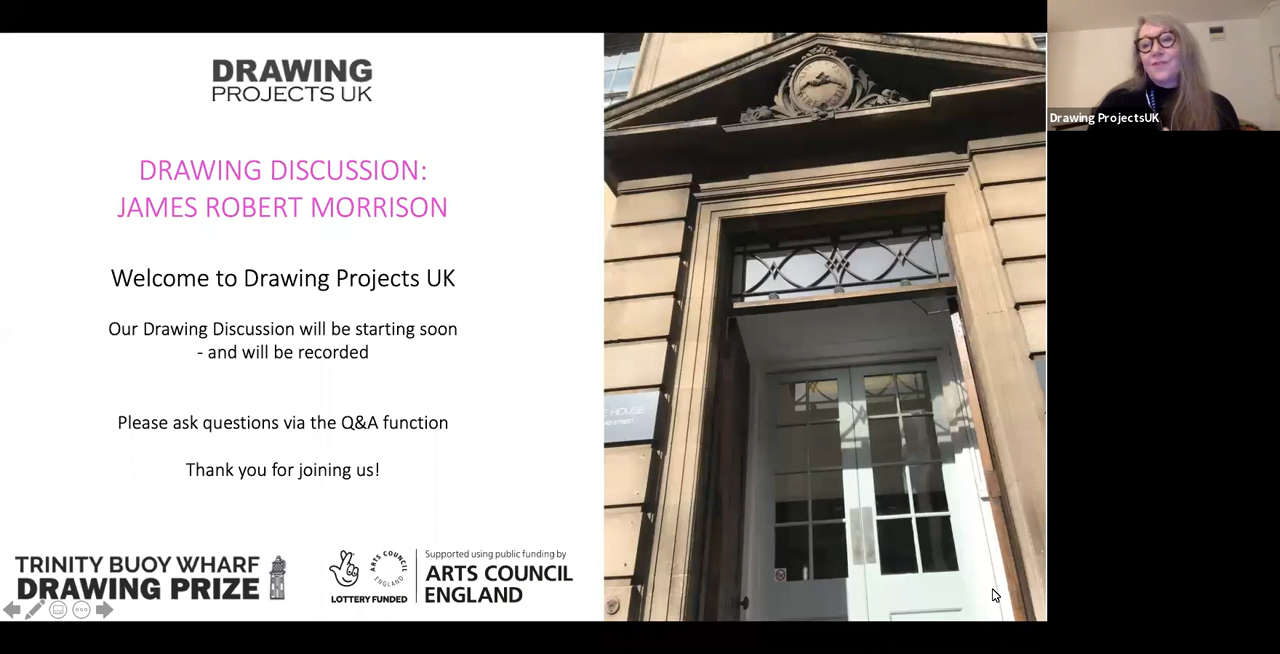 DRAWING
PROJECTS UK
DRAWING DISCUSSION:
JAMES ROBERT MORRISON
Welcome to Drawing Projects UK
Our Drawing Discussion will be starting soon
- and will be recorded
Please ask questions via the Q&A function
Thank you for joining us!
TRINITY BUOY WHARF
DRAWING PRIZE
ARTS COUNCIL
ENGLAND
LOTTERY FUNDED
Supported using public funding by
ARTS COUNCIL
ENGLAND
HOUSE
Drawing ProjectsUK